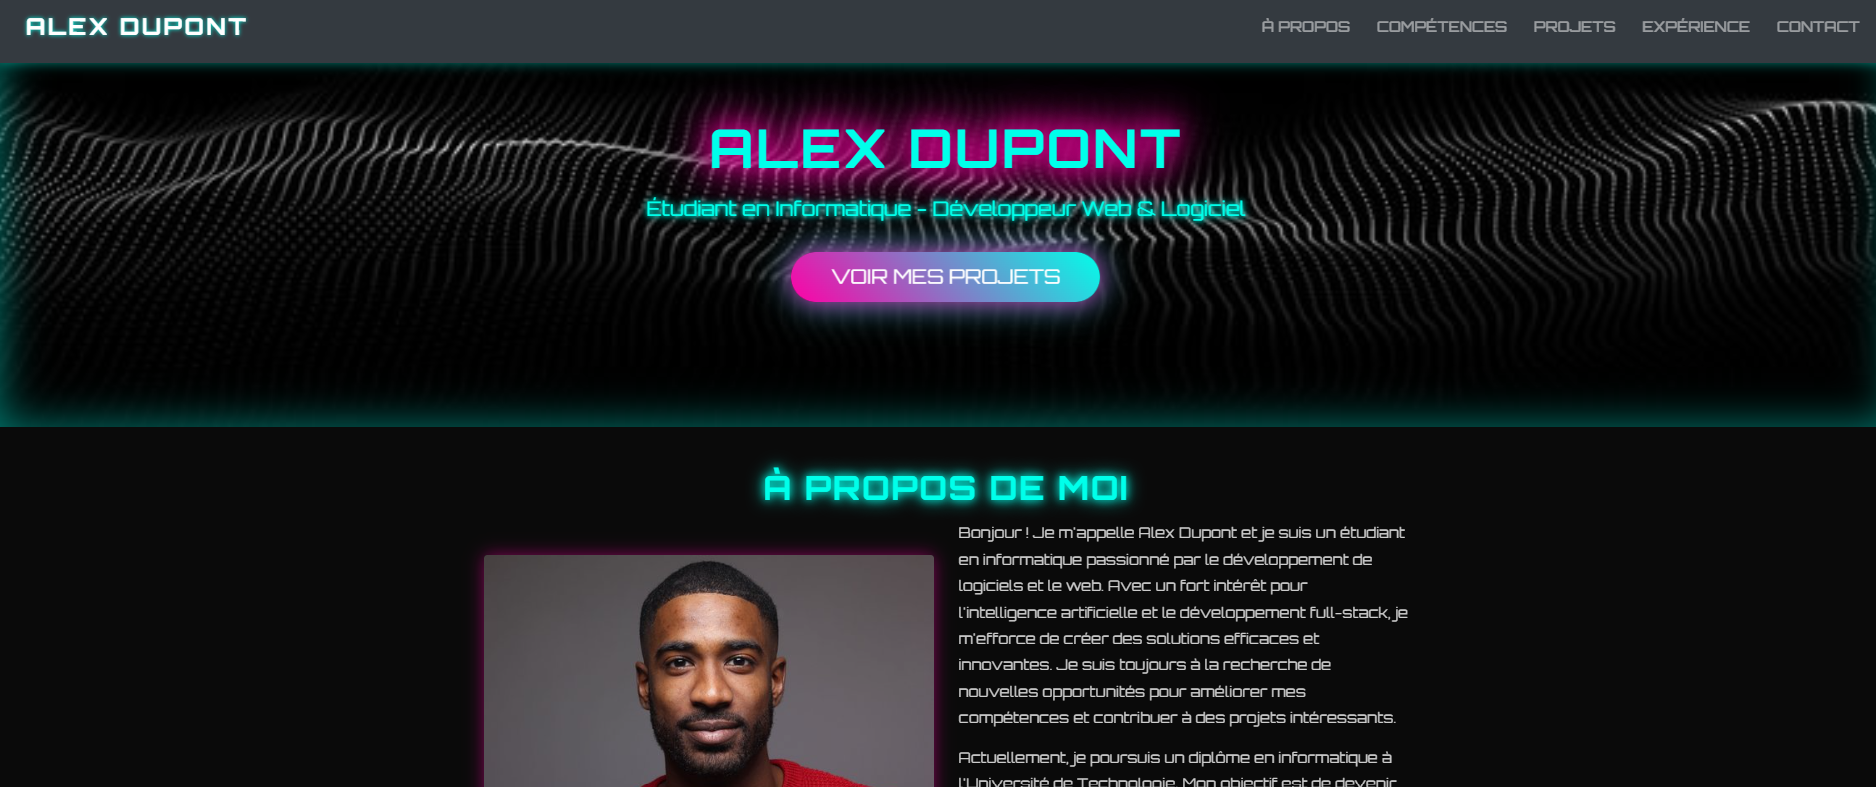 ALEX DUPONT
À PROPOS COMPÉTENCES PROJETS EXPÉRIENCE CONTACT
ALEX DUPONT
Étudiant en Informatique - Développeur Web & Logiciel
VOIR MES PROJETS
À PROPOS DE MOI
Bonjour ! Je m'appelle Alex Dupont et je suis un étudiant
en informatique passionné par le développement de
logiciels et le web. Avec un fort intérêt pour
l'intelligence artificielle et le développement full-stack, je
m'efforce de créer des solutions efficaces et
innovantes. Je suis toujours à la recherche de
nouvelles opportunités pour améliorer mes
compétences et contribuer à des projets intéressants.
Actuellement, je poursuis un diplôme en informatique à
l'Université de Technologie. Mon objectif est de devenir